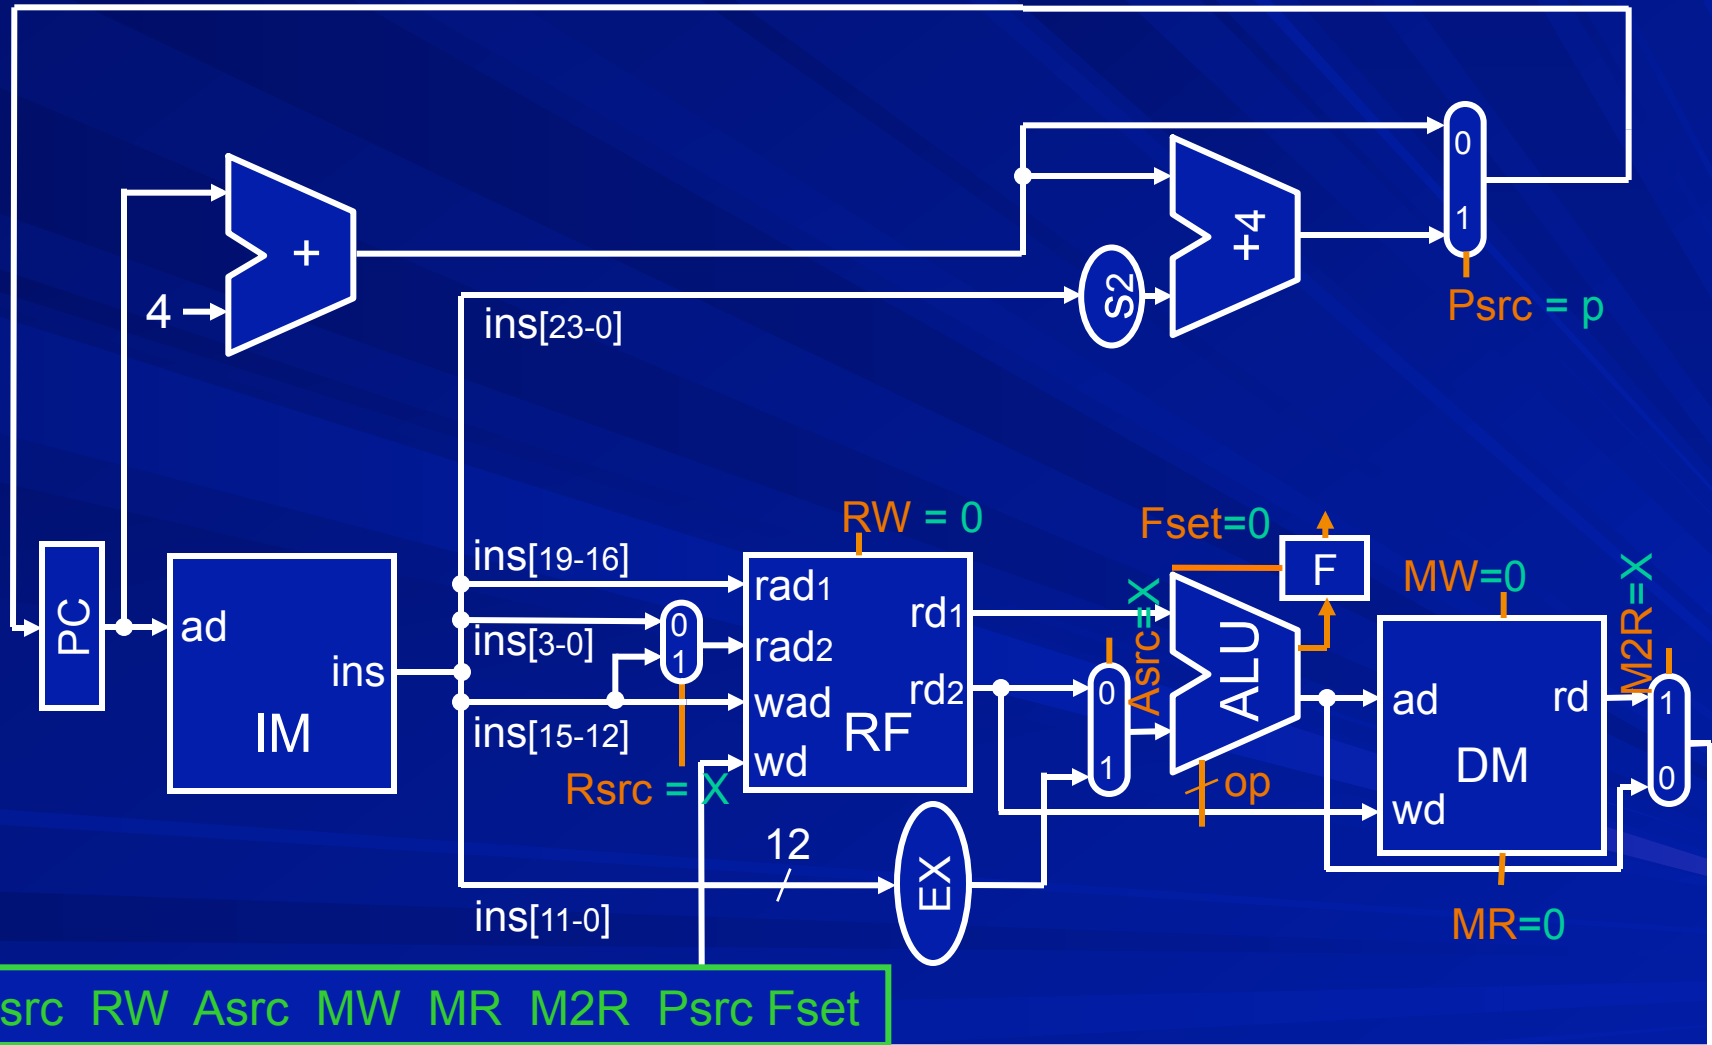 0
1
+
+4
4
s2
ins[23-0]
Psrc = p
RW = 0
Fset=0
F
MW=0
M2R=X
PC
ad
ins
IM
ins[19-16]
ins[3-0]
ins[15-12]
0
1
Rsrc = X
rad1
rad2
wad
wd
rd1
rd2
RF
Asrc=X
0
1
ALU
op
ad
rd
DM
wd
1
0
12
EX
ins[11-0]
MR=0
src RW Asrc MW MR M2R Psrc Fset